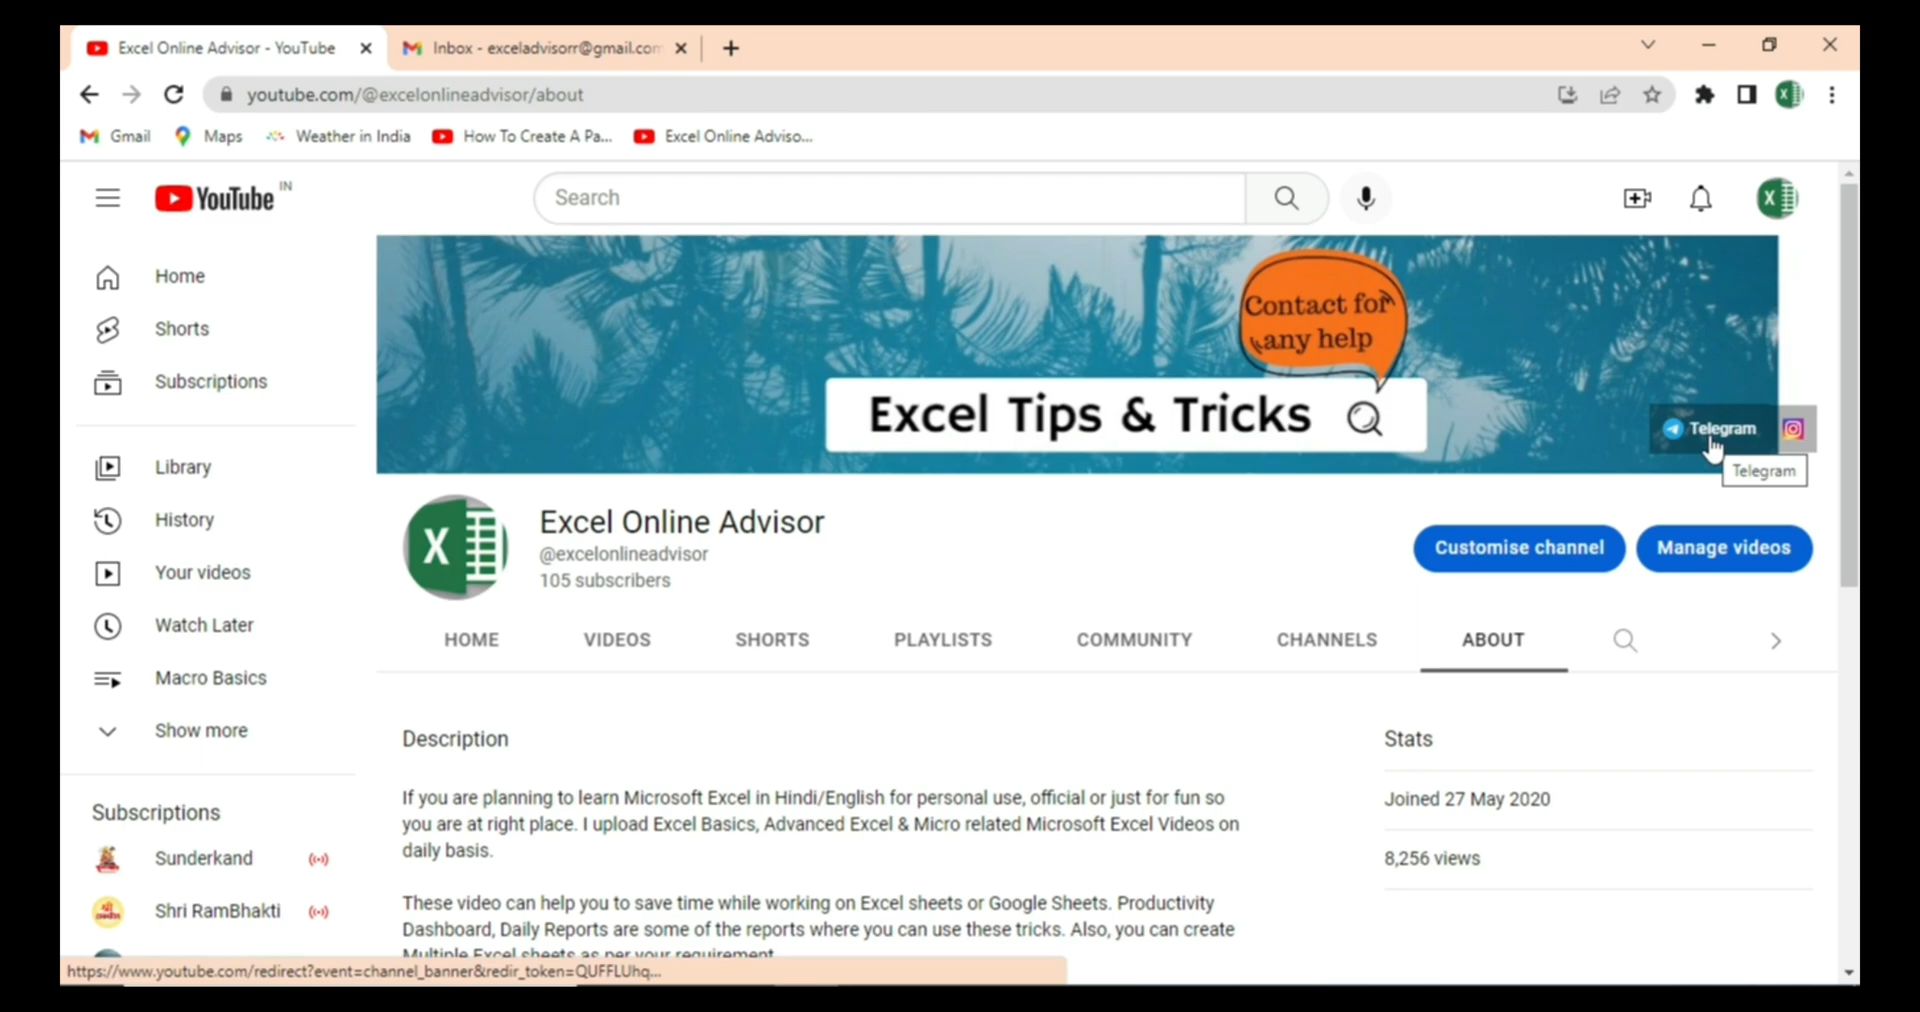 Excel Online Advisor - YouTube
Inbox - exceladvisorr@gmail.com
youtube.com/@excelonlineadvisor/about
Gmail
Maps
Weather in India
How To Create A Pa...
Excel Online Adviso...
YouTube IN
Search
Home
Shorts
Subscriptions
Library
History
Your videos
Watch Later
Macro Basics
Show more
Subscriptions
Sunderkand
Shri RamBhakti
Contact for
any help
Excel Tips & Tricks
Telegram
Telegram
Excel Online Advisor
@excelonlineadvisor
105 subscribers
Customise channel
Manage videos
HOME
VIDEOS
SHORTS
PLAYLISTS
COMMUNITY
CHANNELS
ABOUT
Description
If you are planning to learn Microsoft Excel in Hindi/English for personal use, official or just for fun so
you are at right place. I upload Excel Basics, Advanced Excel & Micro related Microsoft Excel Videos on
daily basis.
These video can help you to save time while working on Excel sheets or Google Sheets. Productivity
Dashboard, Daily Reports are some of the reports where you can use these tricks. Also, you can create
Multiple Excel sheets as per your requirement
Stats
Joined 27 May 2020
8,256 views
https://www.youtube.com/redirect?event=channel_banner&redir_token=QUFFLUhq...